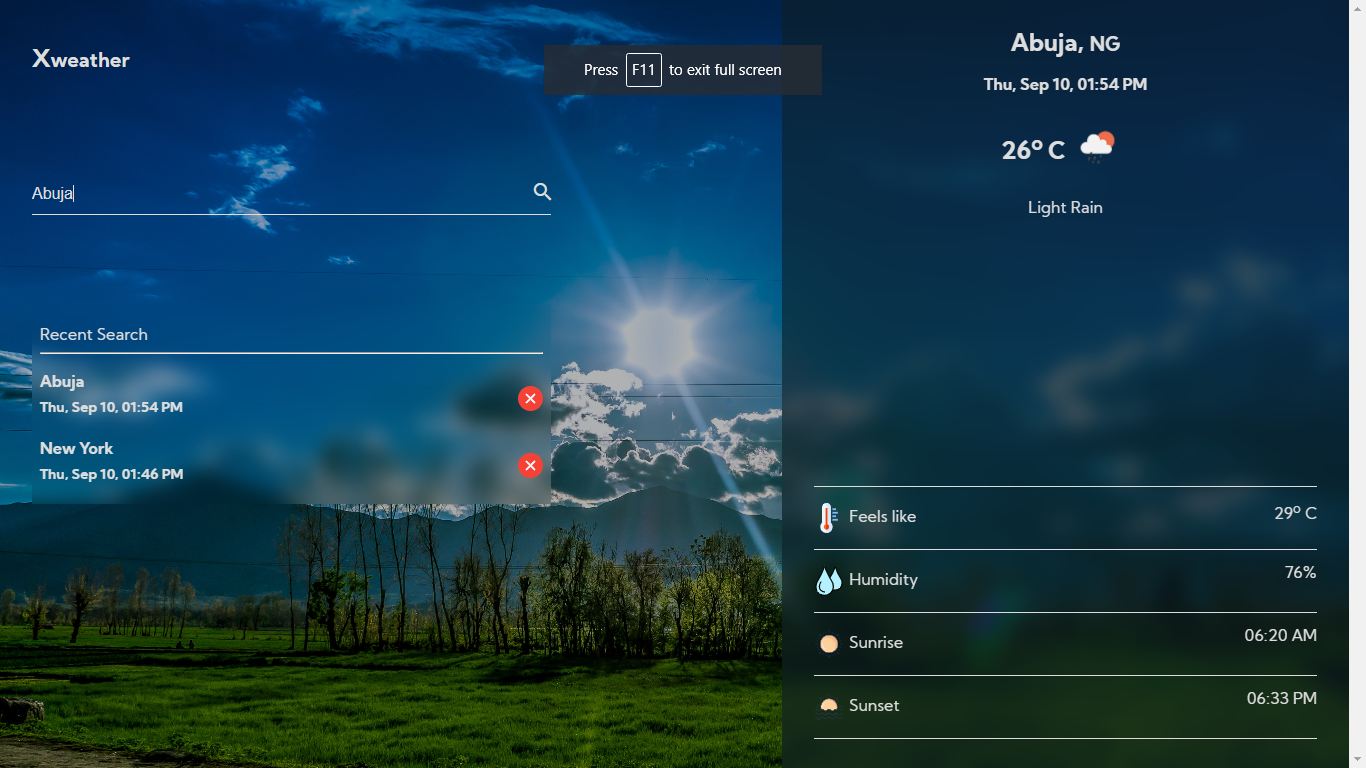 Xweather
Press F11 to exit full screen
Abuja
Recent Search
Abuja
Thu, Sep 10, 01:54 PM
New York
Thu, Sep 10, 01:46 PM
Abuja, NG
Thu, Sep 10, 01:54 PM
26º C
Light Rain
Feels like 29º C
Humidity 76%
Sunrise 06:20 AM
Sunset 06:33 PM